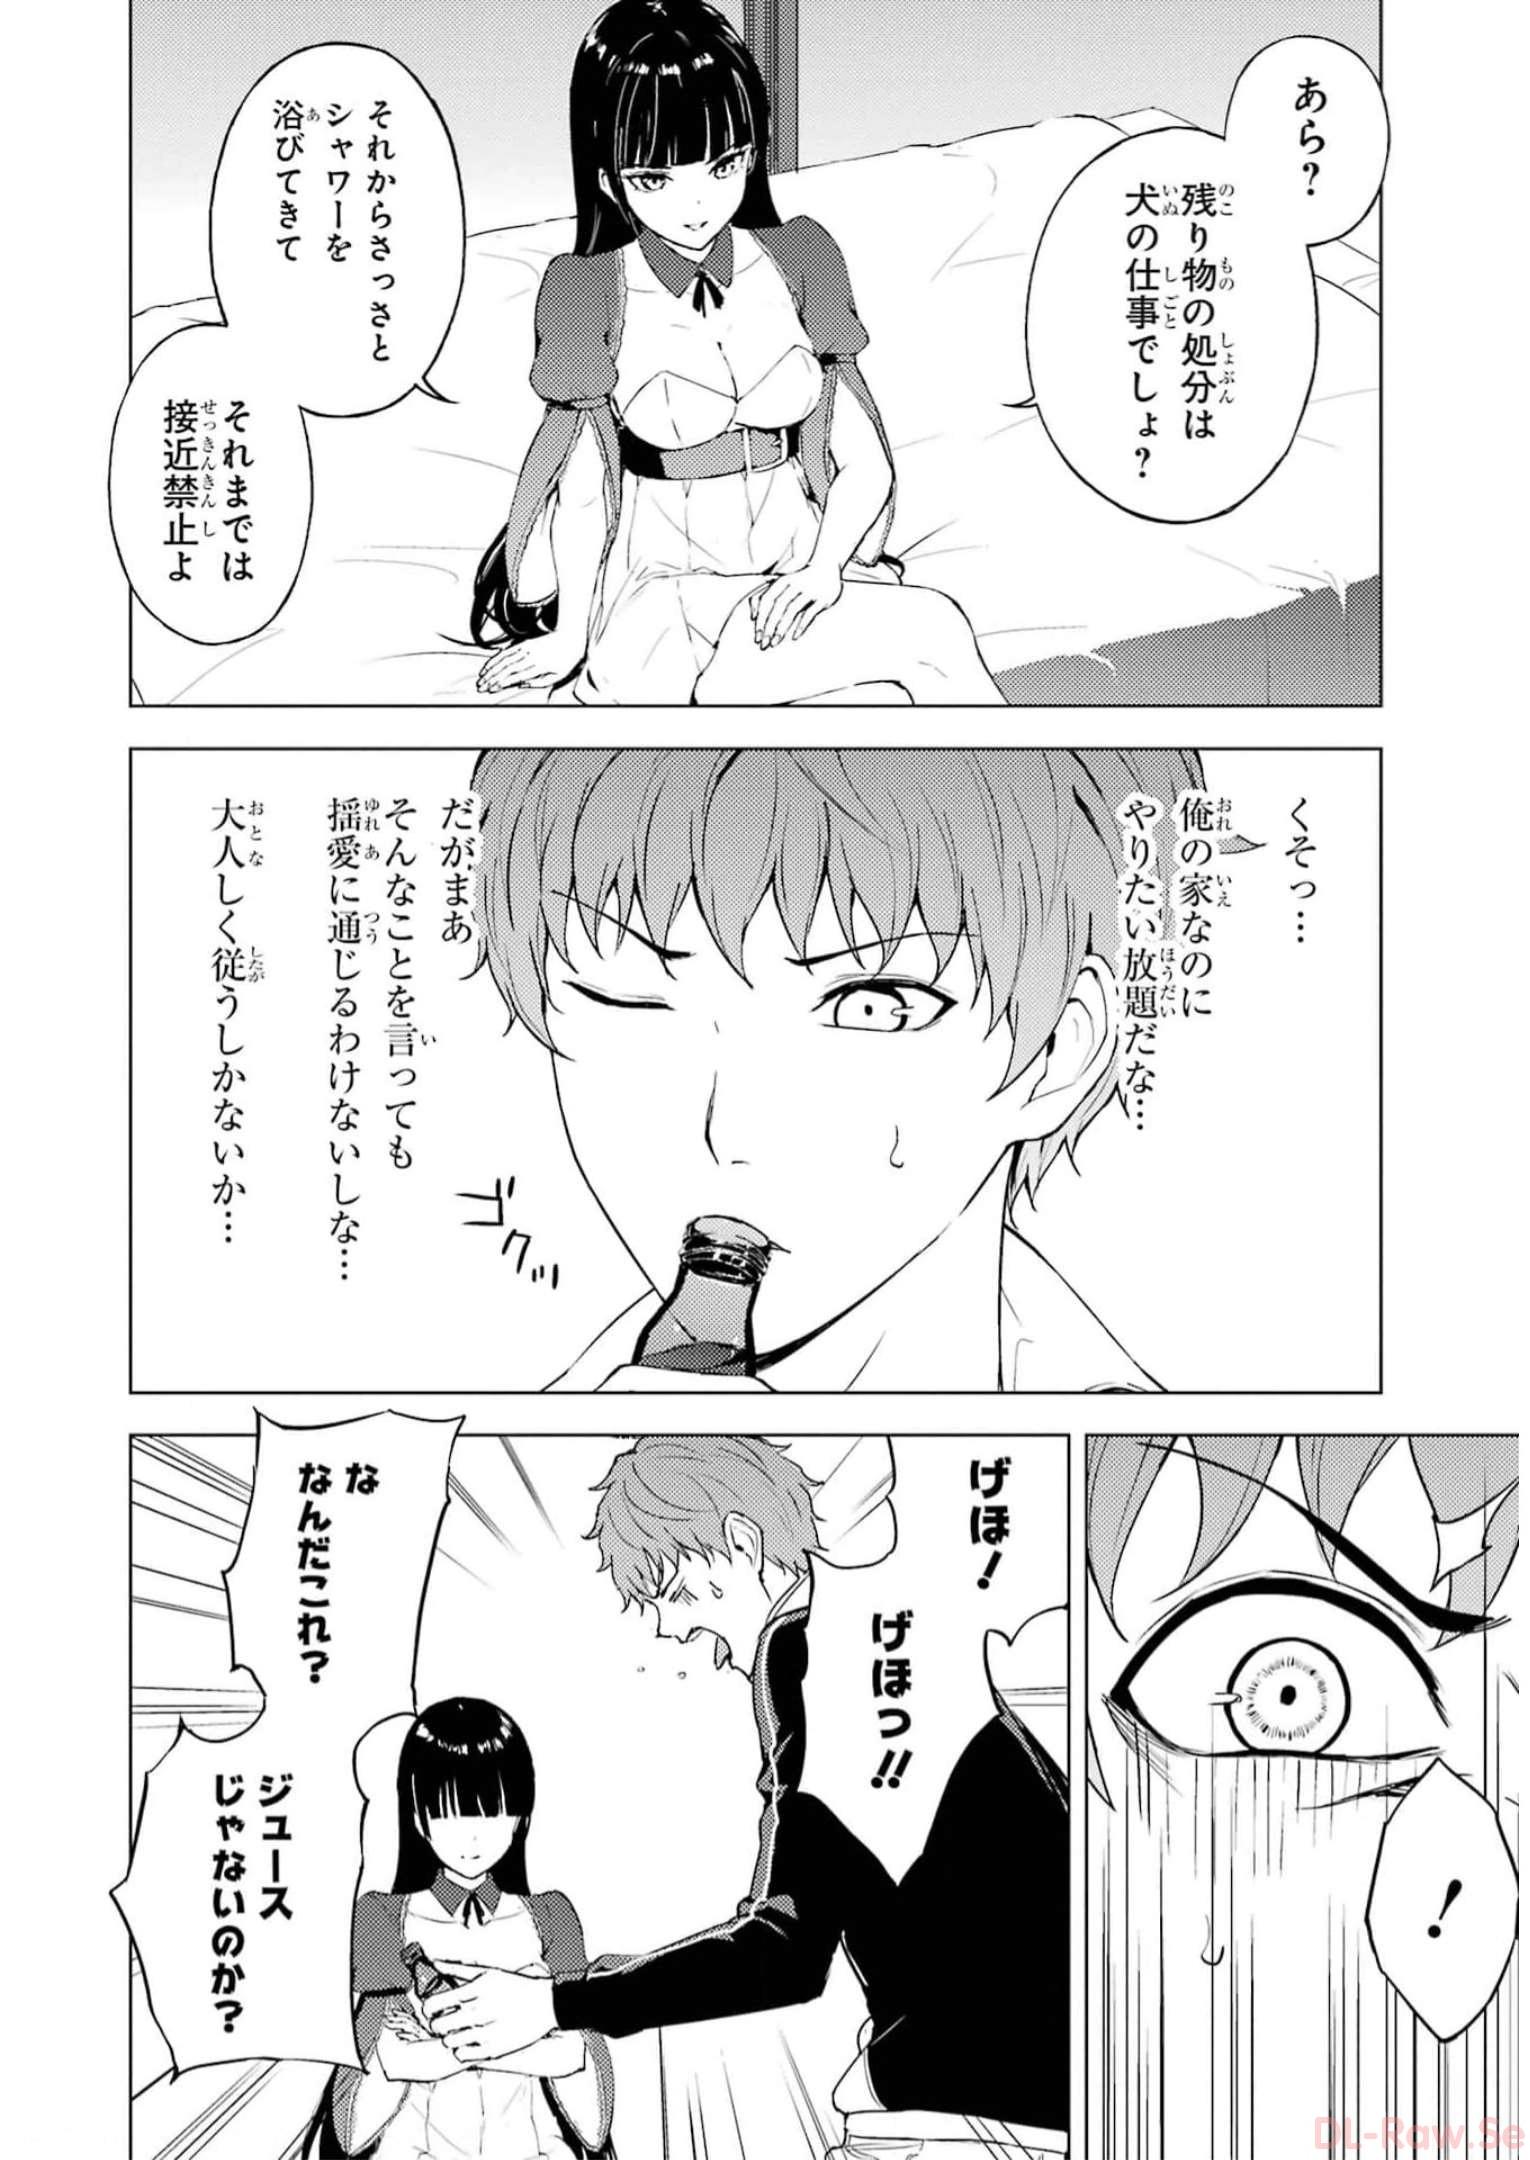 あら?
残り物の処分は
犬の仕事でしょ?
それからさっさと
シャワーを
浴びてきて
それまでは
接近禁止よ
くそっ…
俺の家なのに
やりたい放題だな…
だがまあ
そんなことを言っても
揺愛に通じるわけないしな…
大人しく従うしかないか…
ゴクッ
!
げほ!
げほっ!!
な
なんだこれ?
ジュース
じゃないのか?
DL-Raw.Se